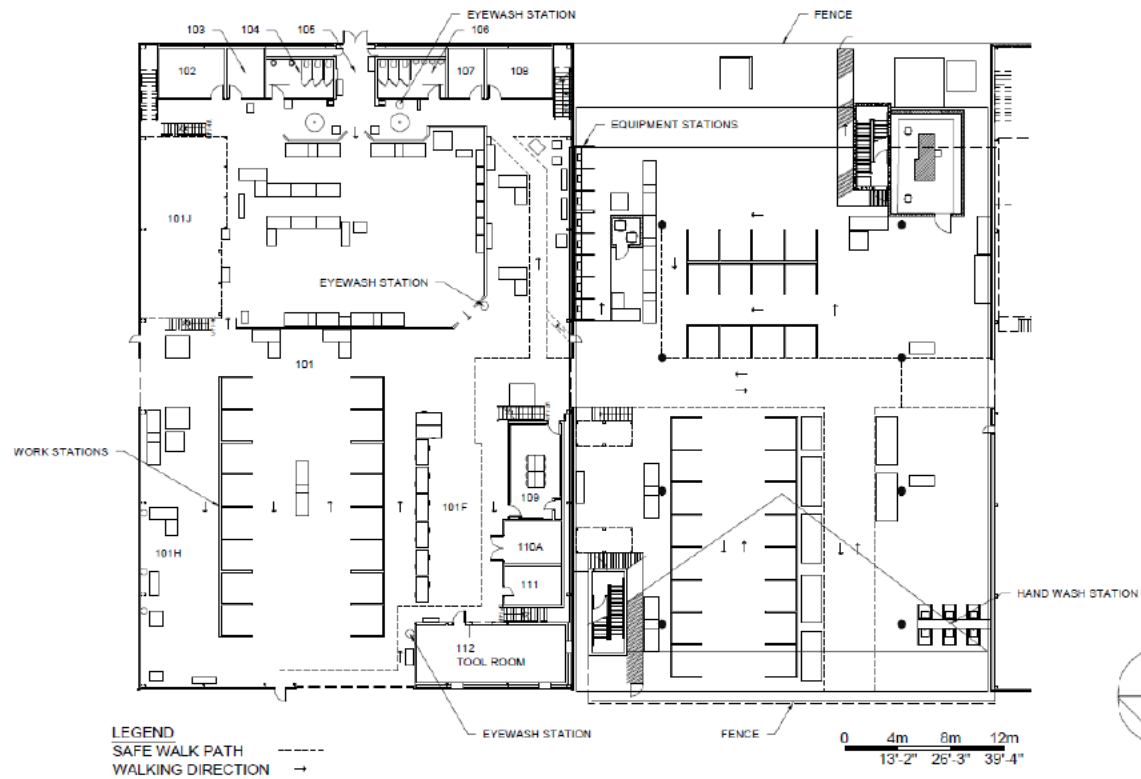 EYEWASH STATION
FENCE
103
104
105
106
102
107
108
EQUIPMENT STATIONS
101J
EYEWASH STATION
101
WORK STATIONS
109
101F
110A
101H
111
HAND WASH STATION
112
TOOL ROOM
LEGEND
SAFE WALK PATH
WALKING DIRECTION →
EYEWASH STATION
FENCE
0 4m 8m 12m
13'-2" 26'-3" 39'-4"